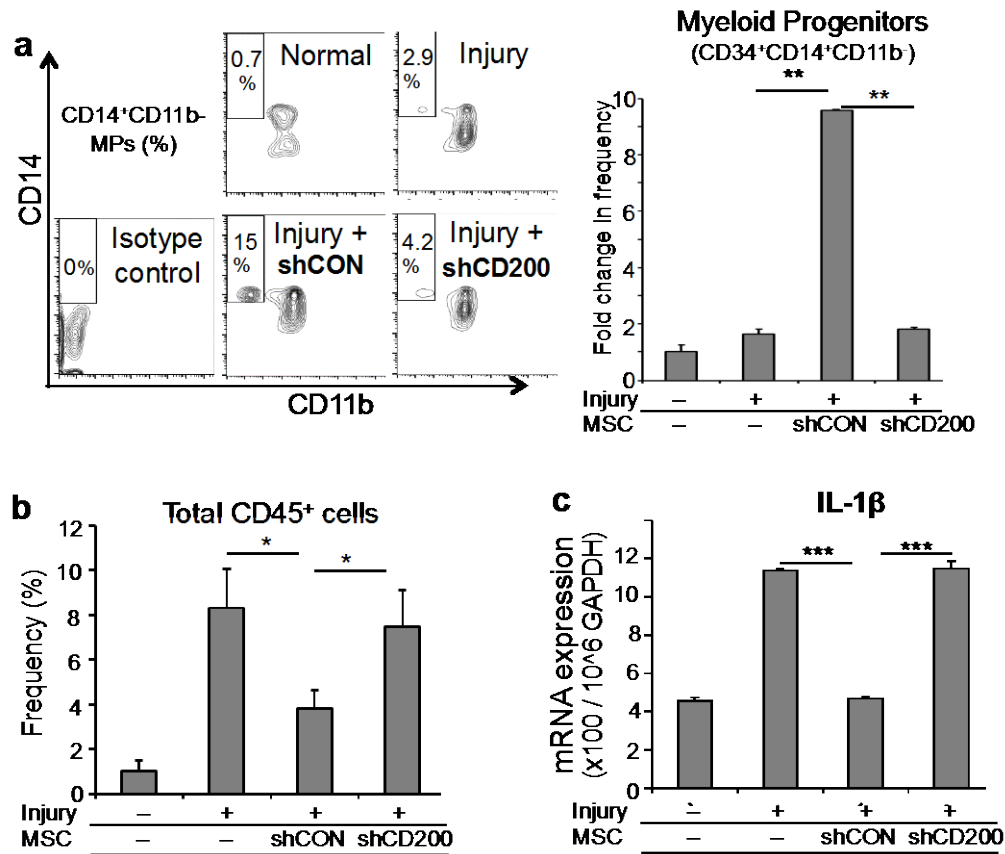 a
CD14⁺CD11b-
MPs (%)
CD14
CD11b
0.7
%
Normal
2.9
%
Injury
0%
Isotype
control
15
%
Injury +
shCON
4.2
%
Injury +
shCD200
Myeloid Progenitors
(CD34⁺CD14⁺CD11b⁻)
**
**
Fold change in frequency
10
8
6
4
2
0
Injury – + + +
MSC – – shCON shCD200
b
Total CD45⁺ cells
*
*
Frequency (%)
12
10
8
6
4
2
0
Injury – + + +
MSC – – shCON shCD200
c
IL-1β
***
***
mRNA expression
(x100 / 10^6 GAPDH)
12
10
8
6
4
2
0
Injury - + + +
MSC – – shCON shCD200